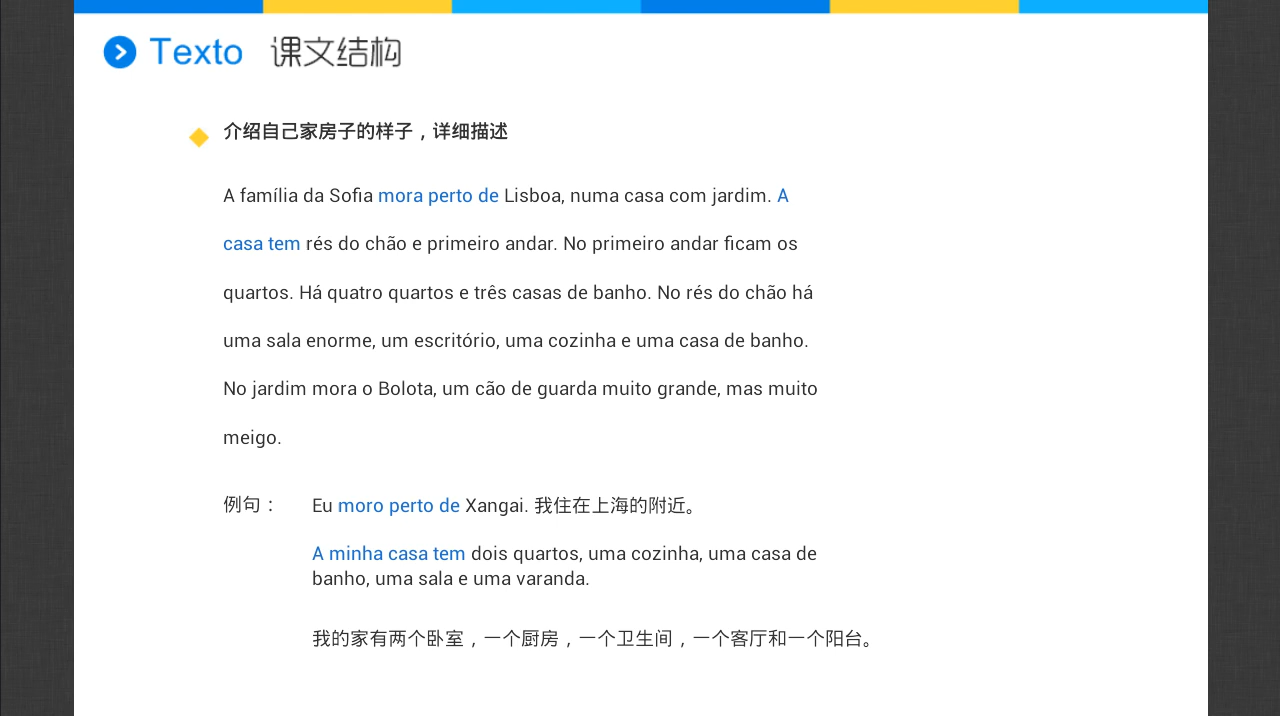 Texto 课文结构
介绍自己家房子的样子，详细描述
A família da Sofia mora perto de Lisboa, numa casa com jardim. A
casa tem rés do chão e primeiro andar. No primeiro andar ficam os
quartos. Há quatro quartos e três casas de banho. No rés do chão há
uma sala enorme, um escritório, uma cozinha e uma casa de banho.
No jardim mora o Bolota, um cão de guarda muito grande, mas muito
meigo.
例句： Eu moro perto de Xangai. 我住在上海的附近。
A minha casa tem dois quartos, uma cozinha, uma casa de
banho, uma sala e uma varanda.
我的家有两个卧室，一个厨房，一个卫生间，一个客厅和一个阳台。